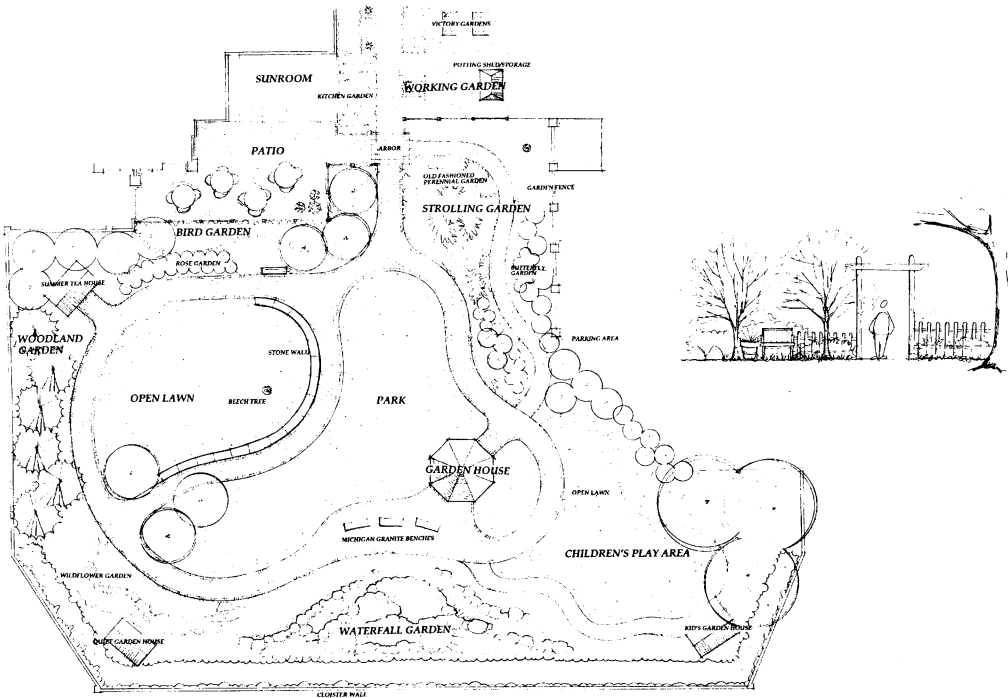 VICTORY GARDENS
POTTING SHED/STORAGE
SUNROOM
KITCHEN GARDEN
WORKING GARDEN
PATIO
ARBOR
OLD FASHIONED
PERENNIAL GARDEN
GARDEN FENCE
STROLLING GARDEN
BIRD GARDEN
ROSE GARDEN
BUTTERFLY
GARDEN
SUMMER TEA HOUSE
WOODLAND
GARDEN
STONE WALL
PARKING AREA
OPEN LAWN
BEECH TREE
PARK
GARDEN HOUSE
OPEN LAWN
MICHIGAN GRANITE BENCHES
CHILDREN'S PLAY AREA
WILDFLOWER GARDEN
WATERFALL GARDEN
KID'S GARDEN HOUSE
QUIET GARDEN HOUSE
CLOISTER WALL